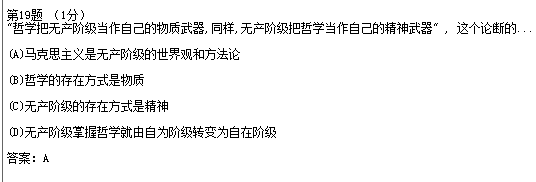 第19题 （1分）
“哲学把无产阶级当作自己的物质武器,同样,无产阶级把哲学当作自己的精神武器” , 这个论断的...
(A)马克思主义是无产阶级的世界观和方法论
(B)哲学的存在方式是物质
(C)无产阶级的存在方式是精神
(D)无产阶级掌握哲学就由自为阶级转变为自在阶级
答案: A